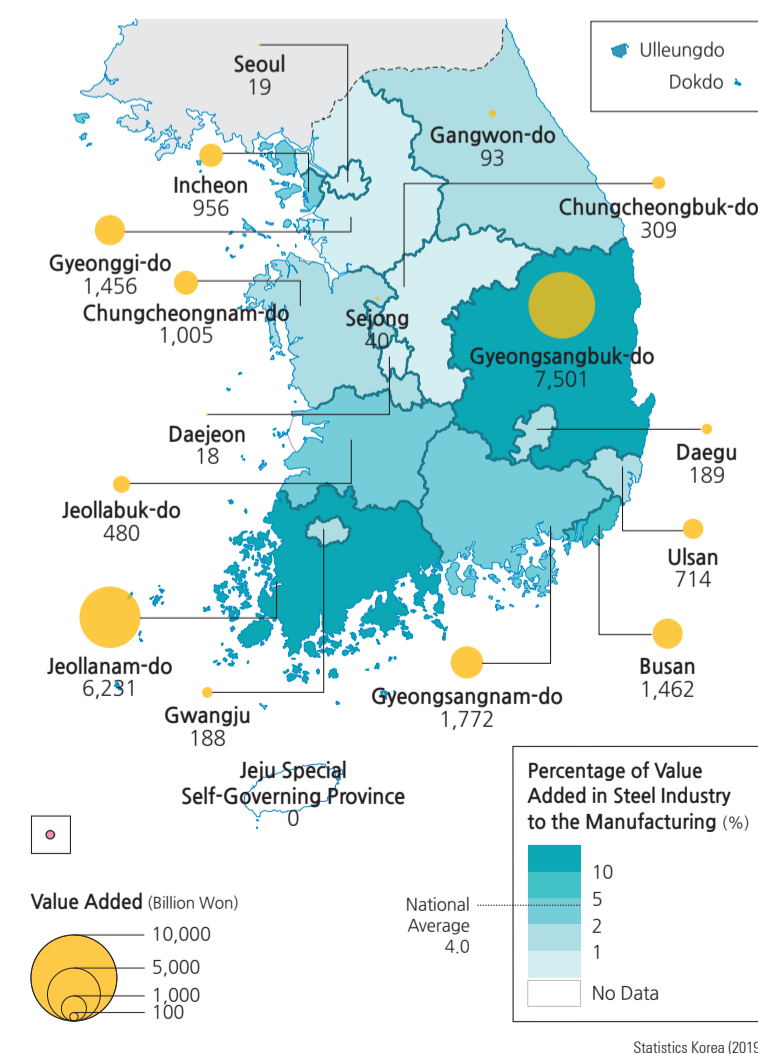 Ulleungdo
Dokdo
Seoul
19
Gangwon-do
93
Incheon
956
Chungcheongbuk-do
309
Gyeonggi-do
1,456
Chungcheongnam-do
1,005
Sejong
40
Gyeongsangbuk-do
7,501
Daejeon
18
Daegu
189
Jeollabuk-do
480
Ulsan
714
Jeollanam-do
6,231
Busan
1,462
Gyeongsangnam-do
1,772
Gwangju
188
Jeju Special
Self-Governing Province
0
Percentage of Value
Added in Steel Industry
to the Manufacturing (%)
10
5
2
1
No Data
National
Average
4.0
Value Added (Billion Won)
10,000
5,000
1,000
100
Statistics Korea (2019